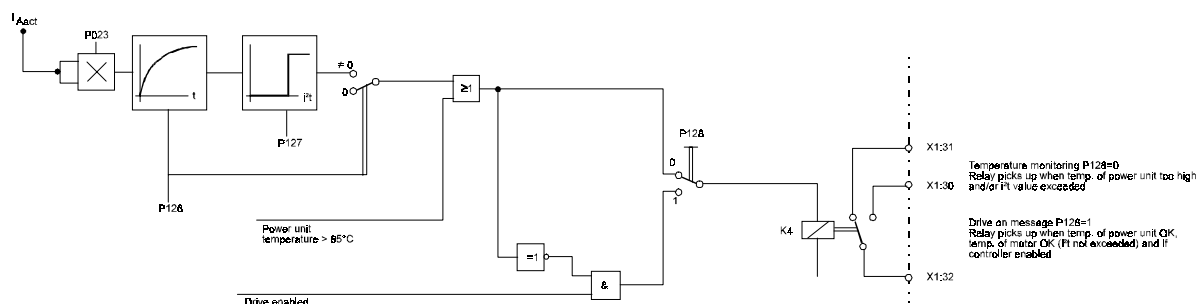 IAact
P023
t
i²t
≠ 0
0
P127
P126
≥1
Power unit
temperature > 85°C
=1
&
Drive enabled
P128
0
1
K4
X1:31
X1:30
X1:32
Temperature monitoring P128=0
Relay picks up when temp. of power unit too high
and/or i²t value exceeded
Drive on message P128=1
Relay picks up when temp. of power unit OK,
temp. of motor OK (i²t not exceeded) and if
controller enabled